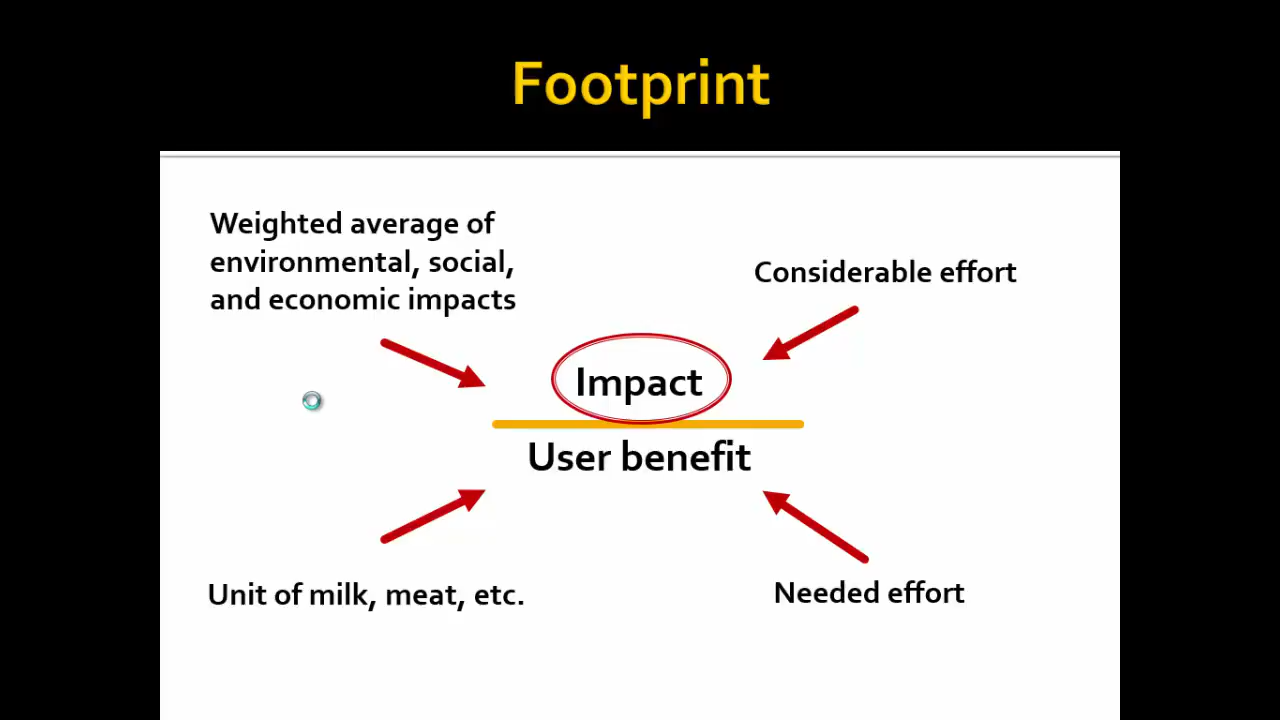 Footprint
Weighted average of
environmental, social,
and economic impacts
Considerable effort
Impact
User benefit
Unit of milk, meat, etc.
Needed effort